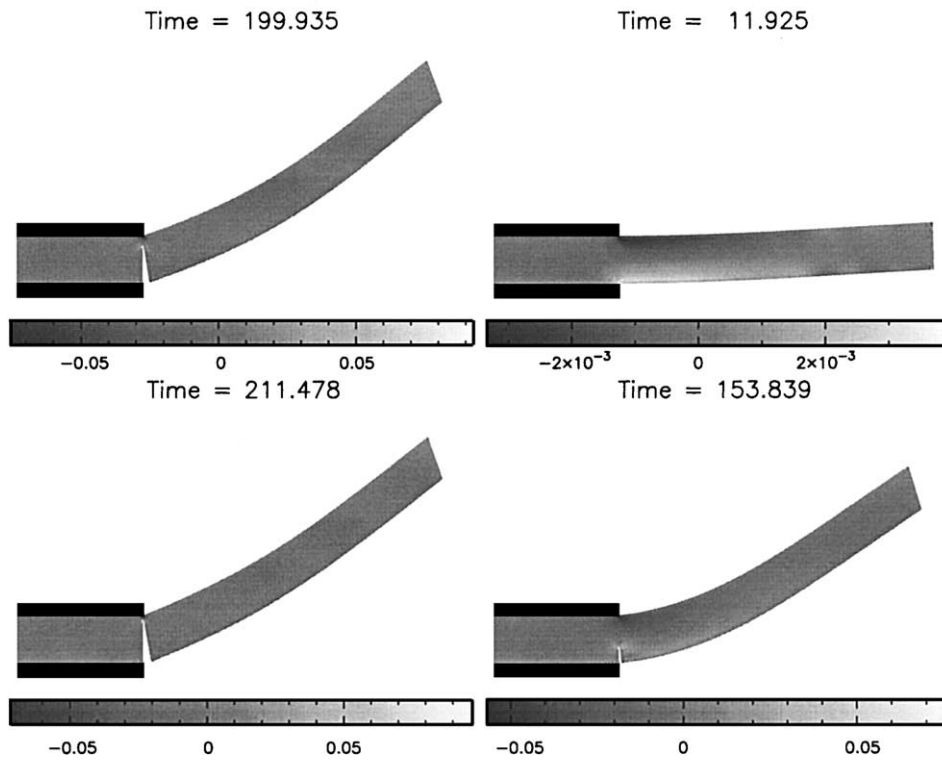 Time = 199.935
Time = 11.925
−0.05 0 0.05
−2×10⁻³ 0 2×10⁻³
Time = 211.478
Time = 153.839
−0.05 0 0.05
−0.05 0 0.05